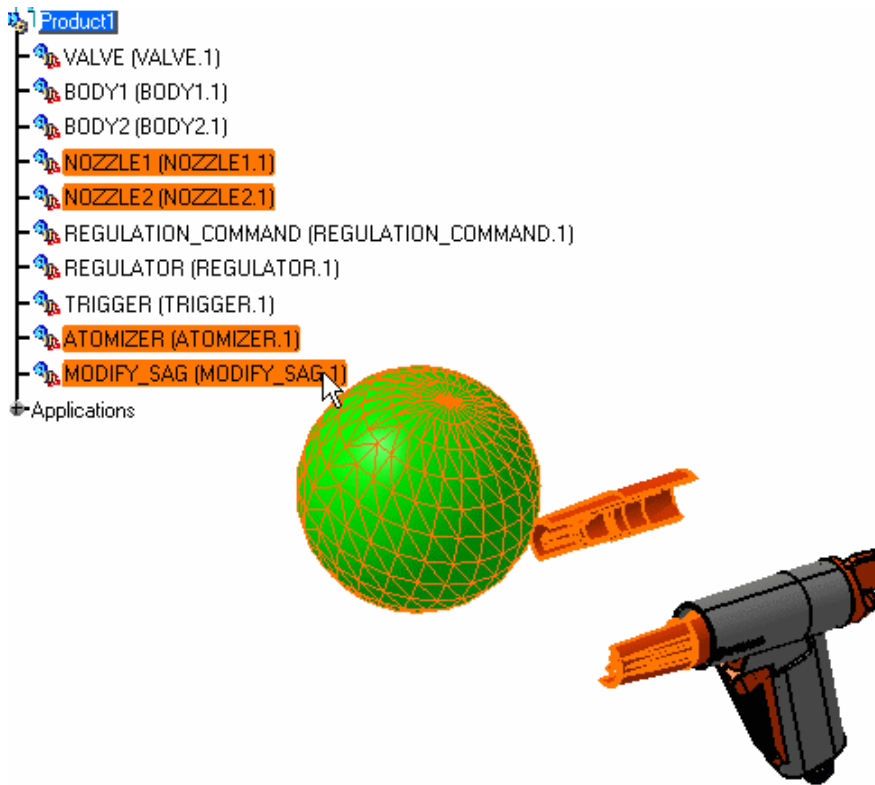 Product1
VALVE (VALVE.1)
BODY1 (BODY1.1)
BODY2 (BODY2.1)
NOZZLE1 (NOZZLE1.1)
NOZZLE2 (NOZZLE2.1)
REGULATION_COMMAND (REGULATION_COMMAND.1)
REGULATOR (REGULATOR.1)
TRIGGER (TRIGGER.1)
ATOMIZER (ATOMIZER.1)
MODIFY_SAG (MODIFY_SAG.1)
Applications